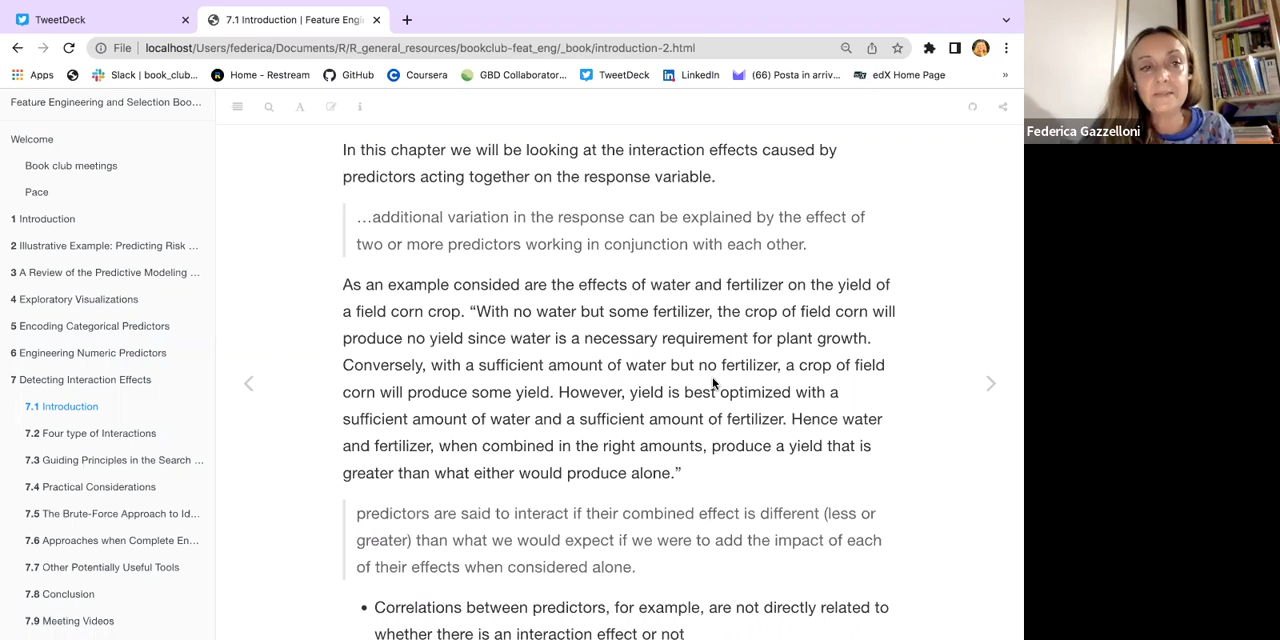 TweetDeck
7.1 Introduction | Feature Engi
File
localhost/Users/federica/Documents/R/R_general_resources/bookclub-feat_eng/_book/introduction-2.html
Apps
Slack | book_club...
Home - Restream
GitHub
Coursera
GBD Collaborator...
TweetDeck
LinkedIn
(66) Posta in arriv...
edX Home Page
»
Feature Engineering and Selection Boo...
Welcome
Book club meetings
Pace
1 Introduction
2 Illustrative Example: Predicting Risk ...
3 A Review of the Predictive Modeling ...
4 Exploratory Visualizations
5 Encoding Categorical Predictors
6 Engineering Numeric Predictors
7 Detecting Interaction Effects
7.1 Introduction
7.2 Four type of Interactions
7.3 Guiding Principles in the Search ...
7.4 Practical Considerations
7.5 The Brute-Force Approach to Id...
7.6 Approaches when Complete En...
7.7 Other Potentially Useful Tools
7.8 Conclusion
7.9 Meeting Videos
In this chapter we will be looking at the interaction effects caused by
predictors acting together on the response variable.
…additional variation in the response can be explained by the effect of
two or more predictors working in conjunction with each other.
As an example consided are the effects of water and fertilizer on the yield of
a field corn crop. “With no water but some fertilizer, the crop of field corn will
produce no yield since water is a necessary requirement for plant growth.
Conversely, with a sufficient amount of water but no fertilizer, a crop of field
corn will produce some yield. However, yield is best optimized with a
sufficient amount of water and a sufficient amount of fertilizer. Hence water
and fertilizer, when combined in the right amounts, produce a yield that is
greater than what either would produce alone.”
predictors are said to interact if their combined effect is different (less or
greater) than what we would expect if we were to add the impact of each
of their effects when considered alone.
• Correlations between predictors, for example, are not directly related to
whether there is an interaction effect or not
Federica Gazzelloni